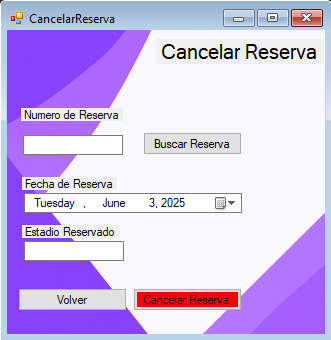 CancelarReserva
Cancelar Reserva
Numero de Reserva
Buscar Reserva
Fecha de Reserva
Tuesday , June 3, 2025
Estadio Reservado
Volver
Cancelar Reserva